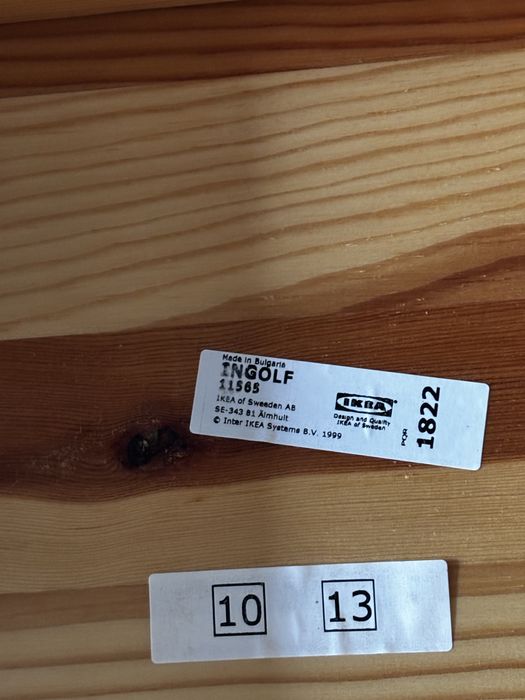 Made in Bulgaria
INGOLF
11565
IKEA of Sweden AB
SE-343 81 Älmhult
© Inter IKEA Systems B.V. 1999
IKEA
Design and Quality
IKEA of Sweden
PQR
1822
10 13